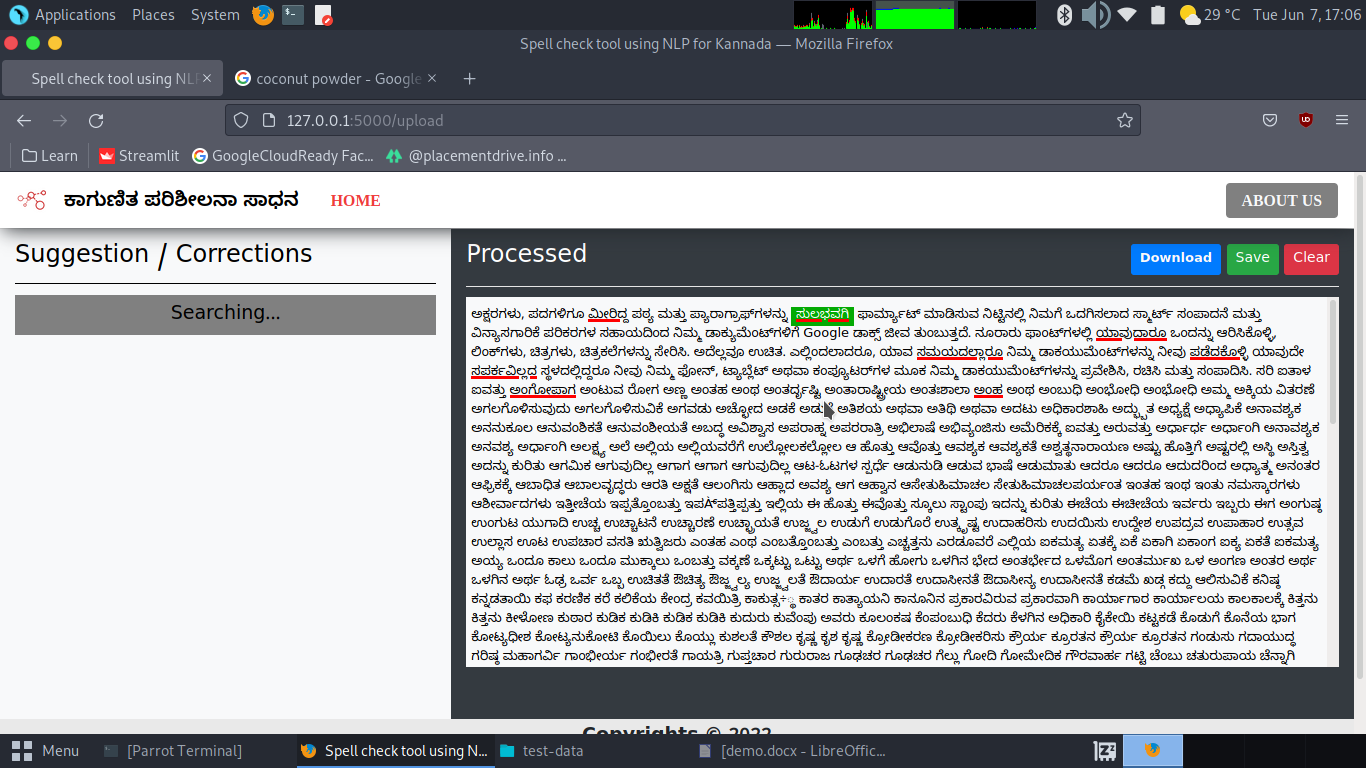 Applications Places System 29 °C Tue Jun 7, 17:06
Spell check tool using NLP for Kannada — Mozilla Firefox
Spell check tool using NLP × coconut powder - Google × +
127.0.0.1:5000/upload
Learn Streamlit GoogleCloudReady Fac... @placementdrive.info ...
ಕಾಗುಣಿತ ಪರಿಶೀಲನಾ ಸಾಧನ HOME ABOUT US
Suggestion / Corrections
Searching...
Processed Download Save Clear
ಅಕ್ಷರಗಳು, ಪದಗಳಿಗೂ ಮೀರಿದ್ದ ಪಠ್ಯ ಮತ್ತು ಪ್ಯಾರಾಗ್ರಾಫ್‌ಗಳನ್ನು ಸುಲಭವಗಿ ಫಾರ್ಮ್ಯಾಟ್ ಮಾಡಿಸುವ ನಿಟ್ಟಿನಲ್ಲಿ ನಿಮಗೆ ಒದಗಿಸಲಾದ ಸ್ಮಾರ್ಟ್ ಸಂಪಾದನೆ ಮತ್ತು
ವಿನ್ಯಾಸಗಾರಿಕೆ ಪರಿಕರಗಳ ಸಹಾಯದಿಂದ ನಿಮ್ಮ ಡಾಕ್ಯುಮೆಂಟ್‌ಗಳಿಗೆ Google ಡಾಕ್ಸ್ ಜೀವ ತುಂಬುತ್ತದೆ. ನೂರಾರು ಫಾಂಟ್‌ಗಳಲ್ಲಿ ಯಾವುದ್ದಾರೂ ಒಂದನ್ನು ಆರಿಸಿಕೊಳ್ಳಿ,
ಲಿಂಕ್‌ಗಳು, ಚಿತ್ರಗಳು, ಚಿತ್ರಕಲೆಗಳನ್ನು ಸೇರಿಸಿ. ಅದೆಲ್ಲವೂ ಉಚಿತ. ಎಲ್ಲಿಂದಲಾದರೂ, ಯಾವ ಸಮಯದಲ್ಲಾರೂ ನಿಮ್ಮ ಡಾಕಯುಮೆಂಟ್‌ಗಳನ್ನು ನೀವು ಪಡೆದಕೊಳ್ಳಿ ಯಾವುದೇ
ಸಪರ್ಕವಿಲ್ಲದ ಸ್ಥಳದಲ್ಲಿದ್ದರೂ ನೀವು ನಿಮ್ಮ ಫೋನ್, ಟ್ಯಾಬ್ಲೆಟ್ ಅಥವಾ ಕಂಪ್ಯೂಟರ್‌ಗಳ ಮೂಕ ನಿಮ್ಮ ಡಾಕಯುಮೆಂಟ್‌ಗಳನ್ನು ಪ್ರವೇಶಿಸಿ, ರಚಿಸಿ ಮತ್ತು ಸಂಪಾದಿಸಿ. ಸರಿ ಐತಾಳ
ಐವತ್ತು ಅಂಗೋಪಾಗ ಅಂಟುವ ರೋಗ ಅಣ್ಣ ಅಂತಹ ಅಂಥ ಅಂತರ್ದೃಷ್ಟಿ ಅಂತಾರಾಷ್ಟ್ರೀಯ ಅಂತಃಶಾಲಾ ಅಂಹ ಅಂಥ ಅಂಬುಧಿ ಅಂಭೋಧಿ ಅಂಭೋಧಿ ಅಮ್ಮ ಅಕ್ಕಿಯ ವಿತರಣೆ
ಅಗಲಗೊಳಿಸುವುದು ಅಗಲಗೊಳಿಸುವಿಕೆ ಅಗವಡು ಅಚ್ಛೋದ ಅಡಕೆ ಅತಿಶಯ ಅಥವಾ ಅತಿಥಿ ಅಥವಾ ಅದಟು ಅಧಿಕಾರಶಾಹಿ ಅದ್ಭುತ ಅಧ್ಯಕ್ಷೆ ಅಧ್ಯಾಪಿಕೆ ಅನಾವಶ್ಯಕ
ಅನನುಕೂಲ ಆನುವಂಶಿಕತೆ ಆನುವಂಶೀಯತೆ ಅಬದ್ಧ ಅವಿಶ್ವಾಸ ಅಪರಾಹ್ನ ಅಪರರಾತ್ರಿ ಅಭಿಲಾಷೆ ಅಭಿವ್ಯಂಜಿಸು ಅಮೆರಿಕಕ್ಕೆ ಐವತ್ತು ಅರುವತ್ತು ಅರ್ಧಾರ್ಧ ಅರ್ಧಾಂಗಿ ಅನಾವಶ್ಯಕ
ಅನವಶ್ಯ ಅರ್ಧಾಂಗಿ ಅಲಕ್ಷ್ಯ ಅಲೆ ಅಲ್ಲಿಯ ಅಲ್ಲಿಯವರೆಗೆ ಉಲ್ಲೋಲಕಲ್ಲೋಲ ಆ ಹೊತ್ತು ಆವೊತ್ತು ಆವಶ್ಯಕ ಆವಶ್ಯಕತೆ ಅಶ್ವತ್ಥನಾರಾಯಣ ಅಷ್ಟು ಹೊತ್ತಿಗೆ ಅಷ್ಟರಲ್ಲಿ ಅಸ್ಥಿ ಅಸ್ತಿತ್ವ
ಅದನ್ನು ಕುರಿತು ಆಗಮಿಕ ಆಗುವುದಿಲ್ಲ ಆಗಾಗ ಆಗಾಗ ಆಗುವುದಿಲ್ಲ ಆಟ-ಓಟಗಳ ಸ್ಪರ್ಧೆ ಆಡುನುಡಿ ಆಡುವ ಭಾಷೆ ಆಡುಮಾತು ಆದರೂ ಆದರೂ ಆದುದರಿಂದ ಅಧ್ಯಾತ್ಮ ಅನಂತರ
ಆಫ್ರಿಕಕ್ಕೆ ಆಬಾಧಿತ ಆಬಾಲವೃದ್ಧರು ಆರತಿ ಅಕ್ಷತೆ ಆಲಂಗಿಸು ಆಹ್ಲಾದ ಅವಶ್ಯ ಆಗ ಆಹ್ವಾನ ಆಸೇತುಹಿಮಾಚಲ ಸೇತುಹಿಮಾಚಲಪರ್ಯಂತ ಇಂತಹ ಇಂಥ ಇಂತು ನಮಸ್ಕಾರಗಳು
ಆಶೀರ್ವಾದಗಳು ಇತ್ತೀಚೆಯ ಇಪ್ಪತ್ತೊಂಬತ್ತು ಇಲ್ಲಿಯ ಈ ಹೊತ್ತು ಈವೊತ್ತು ಸ್ಕೂಲು ಸ್ಟಾಂಪು ಇದನ್ನು ಕುರಿತು ಈಚೆಯ ಈಚೀಚೆಯ ಇರ್ವರು ಇಬ್ಬರು ಈಗ ಅಂಗುಷ್ಠ
ಉಂಗುಟ ಯುಗಾದಿ ಉಚ್ಚ ಉಚ್ಚಾಟನೆ ಉಚ್ಚಾರಣೆ ಉಚ್ಛ್ರಾಯತೆ ಉಜ್ಜ್ವಲ ಉಡುಗೆ ಉಡುಗೊರೆ ಉತ್ಕೃಷ್ಟ ಉದಾಹರಿಸು ಉದಯಿಸು ಉದ್ದೇಶ ಉಪದ್ರವ ಉಪಾಹಾರ ಉತ್ಸವ
ಉಲ್ಲಾಸ ಊಟ ಉಪಚಾರ ವಸತಿ ಋತ್ವಿಜರು ಎಂತಹ ಎಂಥ ಎಂಬತ್ತೊಂಬತ್ತು ಎಂಬತ್ತು ಎಚ್ಚತ್ತನು ಎರಡೂವರೆ ಎಲ್ಲಿಯ ಐಕಮತ್ಯ ಏತಕ್ಕೆ ಏಕೆ ಏಕಾಗಿ ಏಕಾಂಗ ಐಕ್ಯ ಏಕತೆ ಐಕಮತ್ಯ
ಅಯ್ಯ ಒಂದೂ ಕಾಲು ಒಂದೂ ಮುಕ್ಕಾಲು ಒಂಬತ್ತು ವಕ್ಕಣೆ ಒಕ್ಕಟ್ಟು ಒಟ್ಟು ಅರ್ಥ ಒಳಗೆ ಹೋಗು ಒಳಗಿನ ಭೇದ ಅಂತರ್ಭೇದ ಒಳಮೊಗ ಅಂತರ್ಮುಖ ಒಳ ಅಂಗಣ ಅಂತರ ಅರ್ಥ
ಒಳಗಿನ ಅರ್ಥ ಓಢ್ರ ಒರ್ವ ಒಬ್ಬ ಉಚಿತತೆ ಔಚಿತ್ಯ ಔಜ್ಜ್ವಲ್ಯ ಉಜ್ಜ್ವಲತೆ ಔದಾರ್ಯ ಉದಾರತೆ ಉದಾಸೀನತೆ ಔದಾಸೀನ್ಯ ಉದಾಸೀನತೆ ಕಡಮೆ ಖಡ್ಗ ಕದ್ದು ಆಲಿಸುವಿಕೆ ಕನಿಷ್ಠ
ಕನ್ನಡತಾಯಿ ಕಫ ಕರಣಿಕ ಕರೆ ಕಲಿಕೆಯ ಕೇಂದ್ರ ಕವಯಿತ್ರಿ ಕಾತರ ಕಾತ್ಯಾಯನಿ ಕಾನೂನಿನ ಪ್ರಕಾರವಿರುವ ಪ್ರಕಾರವಾಗಿ ಕಾರ್ಯಾಗಾರ ಕಾರ್ಯಾಲಯ ಕಾಲಕಾಲಕ್ಕೆ ಕಿತ್ತನು
ಕಿತ್ತನು ಕೀಳೋಣ ಕುಠಾರ ಕುಡಿಕ ಕುಡಿಕಿ ಕುಡಿಕ ಕುಡಿಕಿ ಕುದುರು ಕುವೆಂಪು ಅವರು ಕೂಲಂಕಷ ಕೆಂಪಂಬುಧಿ ಕೆದರು ಕೆಳಗಿನ ಅಧಿಕಾರಿ ಕೈಕೇಯಿ ಕಟ್ಟಕಡೆ ಕೊಡುಗೆ ಕೊನೆಯ ಭಾಗ
ಕೋಟ್ಯಧೀಶ ಕೋಟ್ಯನುಕೋಟಿ ಕೊಯಿಲು ಕೊಯ್ಲು ಕುಶಲತೆ ಕೌಶಲ ಕೃಷ್ಣ ಕೃಶ ಕೃಷ್ಣ ಕ್ರೋಡೀಕರಣ ಕ್ರೋಡೀಕರಿಸು ಕ್ರೌರ್ಯ ಕ್ರೂರತನ ಕ್ರೌರ್ಯ ಕ್ರೂರತನ ಗಂಡುಸು ಗದಾಯುದ್ಧ
ಗರಿಷ್ಠ ಮಹಾಗರ್ವಿ ಗಾಂಭೀರ್ಯ ಗಂಭೀರತೆ ಗಾಯತ್ರಿ ಗುಪ್ತಚಾರ ಗುರುರಾಜ ಗೂಢಚರ ಗೂಢಚರ ಗೆಲ್ಲು ಗೋದಿ ಗೋಮೇದಿಕ ಗೌರವಾರ್ಹ ಗಟ್ಟಿ ಚೆಂಬು ಚತುರುಪಾಯ ಚೆನ್ನಾಗಿ
Copyrights © 2022
Menu [Parrot Terminal] Spell check tool using N... test-data [demo.docx - LibreOffic...